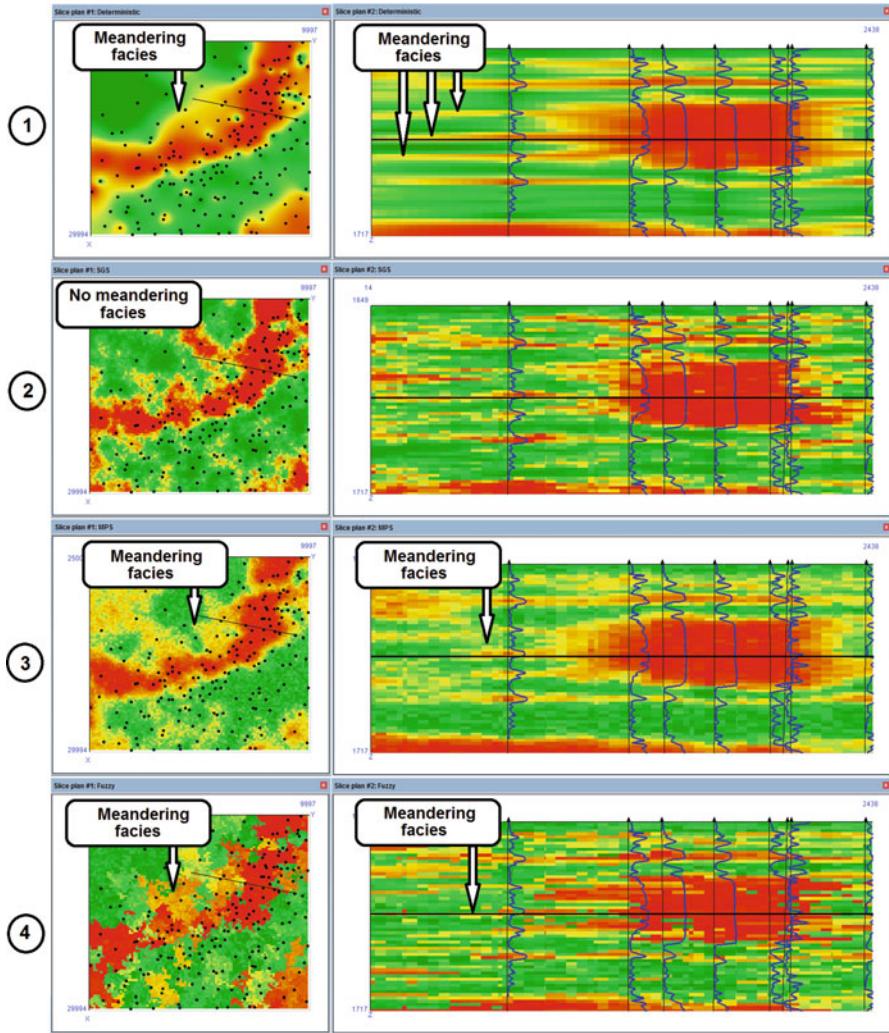 Slice plan #1: Deterministic
Slice plan #2: Deterministic
Meandering
facies
9997
Y
Meandering
facies
2438
1
29994
X
1717
Z
Slice plan #1: SGS
Slice plan #2: SGS
No meandering
facies
9997
Y
14
1649
2438
2
29994
X
1717
Z
Slice plan #1: MPS
Slice plan #2: MPS
Meandering
facies
9997
Y
Meandering
facies
2438
3
29994
X
1717
Z
Slice plan #1: Fuzzy
Slice plan #2: Fuzzy
Meandering
facies
9997
Y
Meandering
facies
2438
4
29994
X
1717
Z